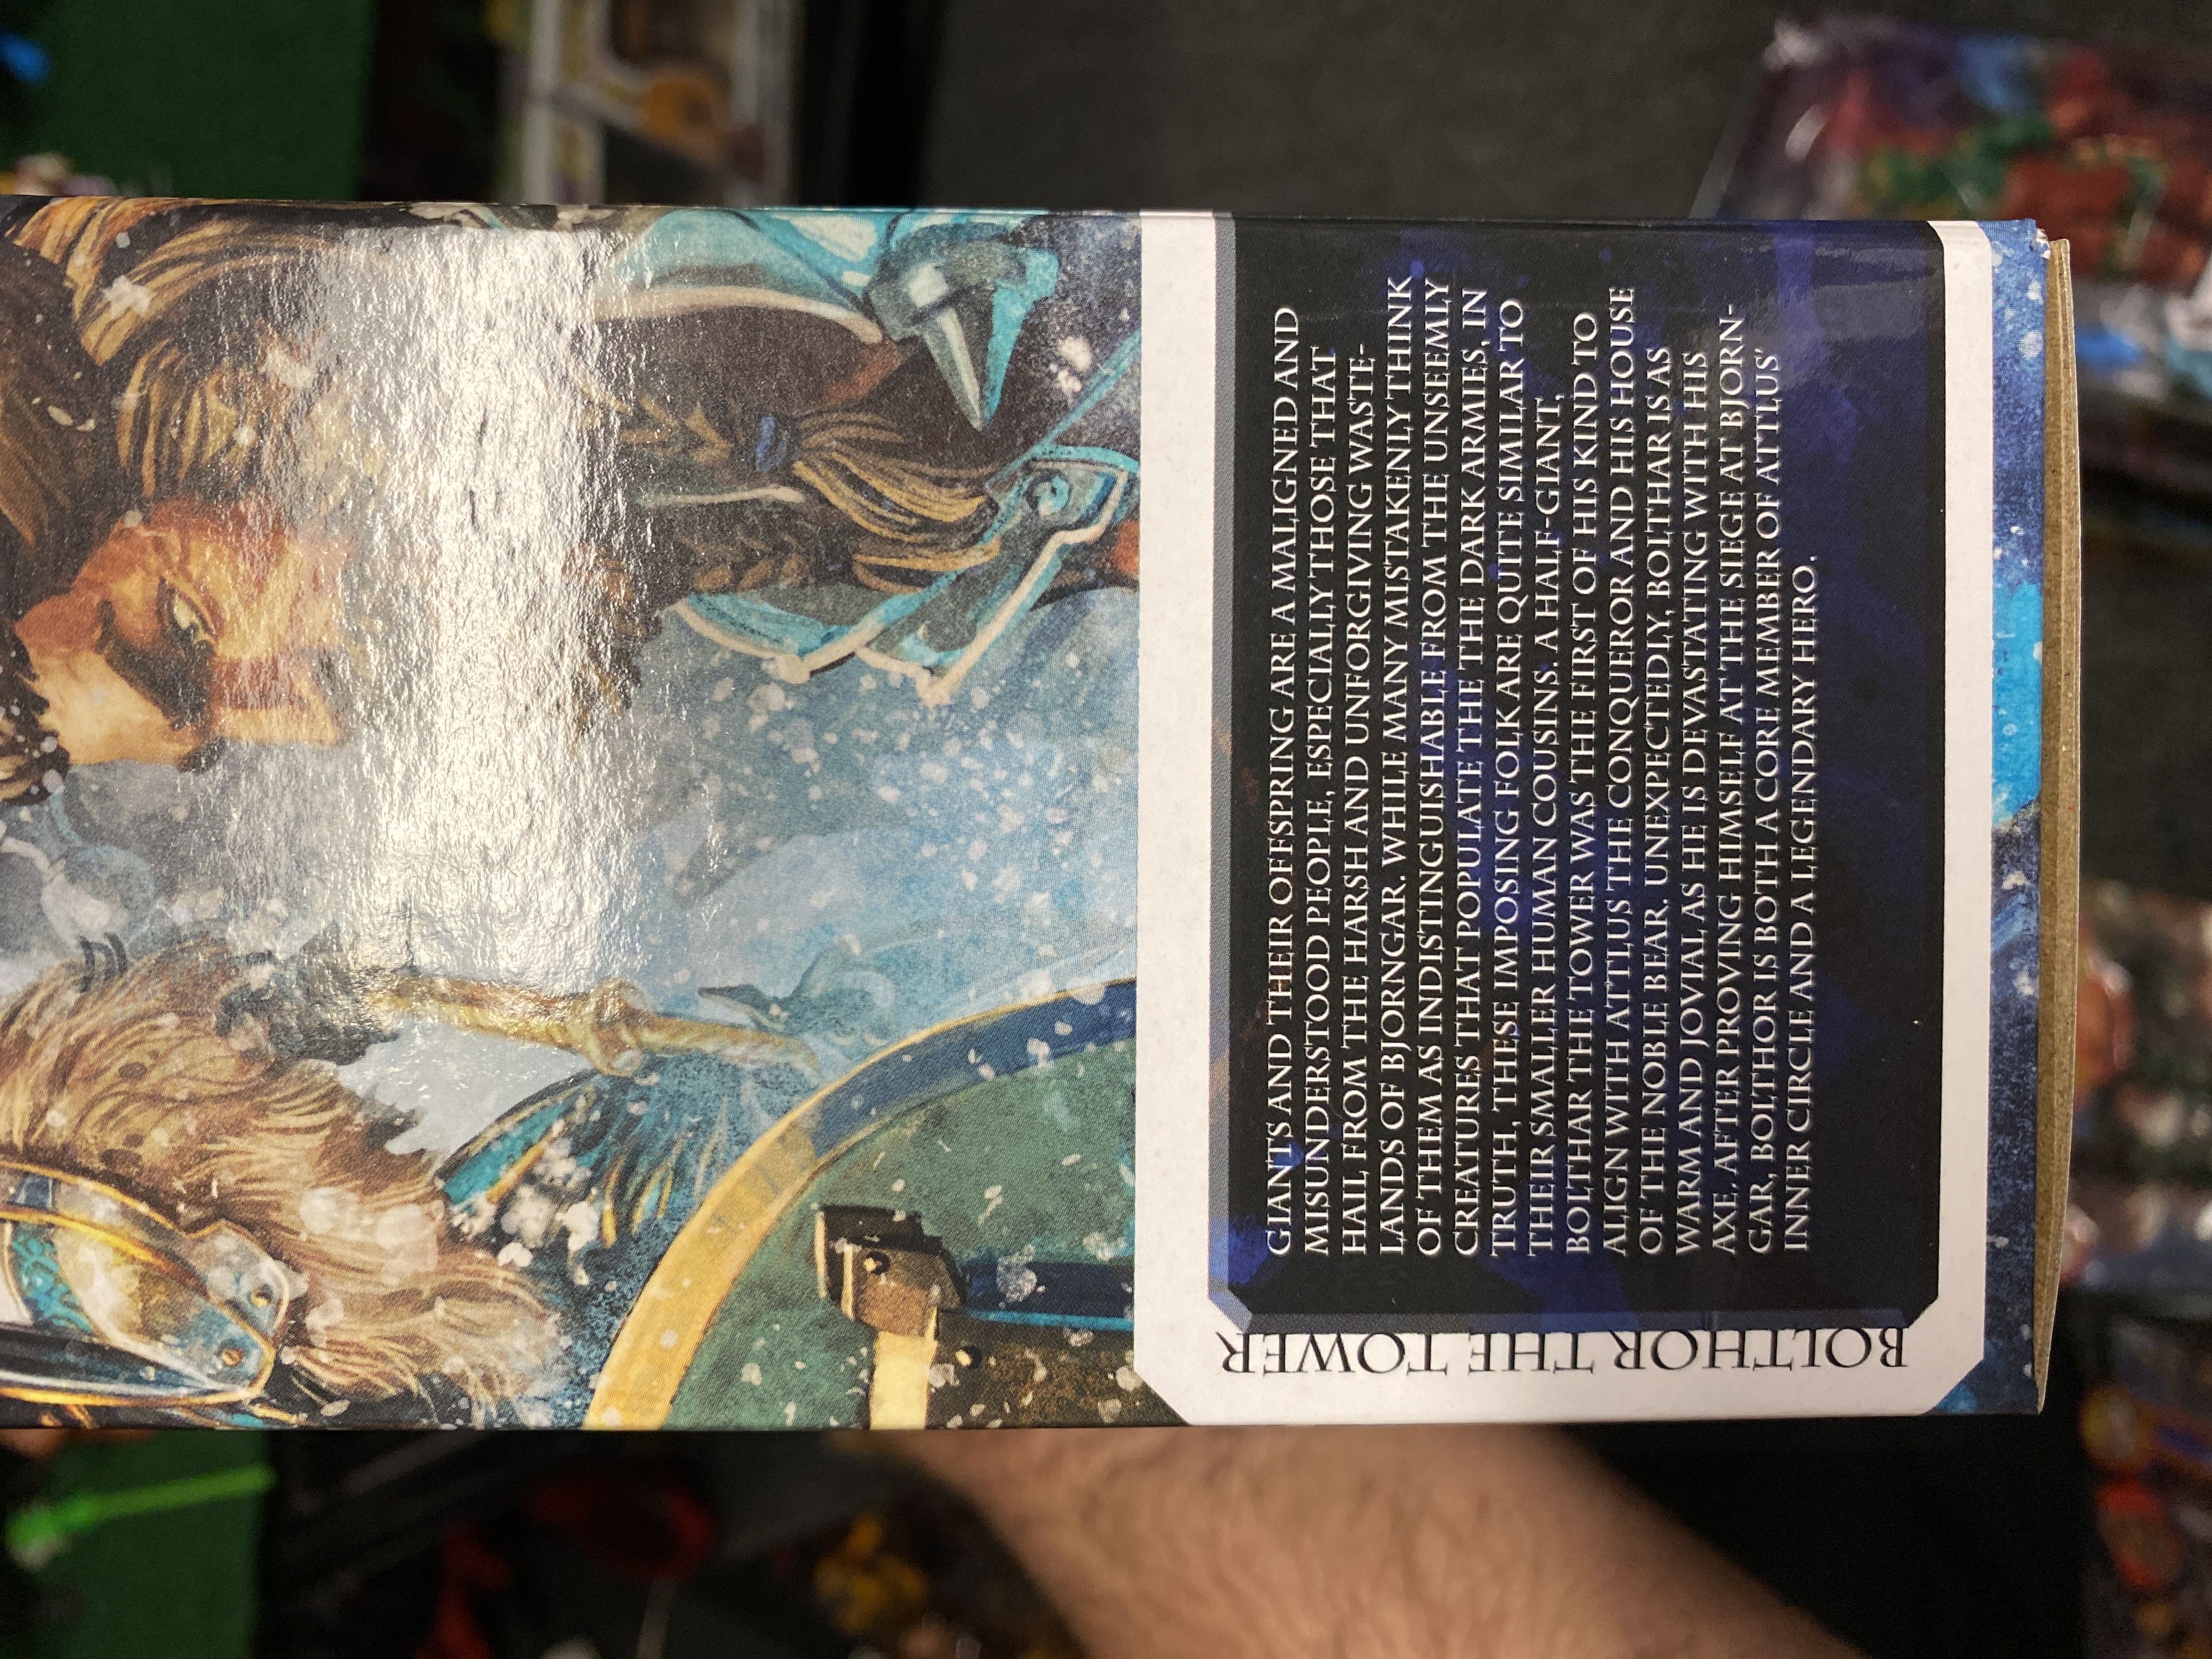 BOLTHOR THE TOWER
GIANTS AND THEIR OFFSPRING ARE A MALIGNED AND
MISUNDERSTOOD PEOPLE, ESPECIALLY THOSE THAT
HAIL FROM THE HARSH AND UNFORGIVING WASTE-
LANDS OF BJORNGAR. WHILE MANY MISTAKENLY THINK
OF THEM AS INDISTINGUISHABLE FROM THE UNSEEMLY
CREATURES THAT POPULATE THE THE DARK ARMIES, IN
TRUTH, THESE IMPOSING FOLK ARE QUITE SIMILAR TO
THEIR SMALLER HUMAN COUSINS. A HALF-GIANT,
BOLTHAR THE TOWER WAS THE FIRST OF HIS KIND TO
ALIGN WITH ATTLUS THE CONQUEROR AND HIS HOUSE
OF THE NOBLE BEAR. UNEXPECTEDLY, BOLTHAR IS AS
WARM AND JOVIAL AS HE IS DEVASTATING WITH HIS
AXE. AFTER PROVING HIMSELF AT THE SIEGE AT BJORN-
GAR, BOLTHOR IS BOTH A CORE MEMBER OF ATTLUS'
INNER CIRCLE AND A LEGENDARY HERO.